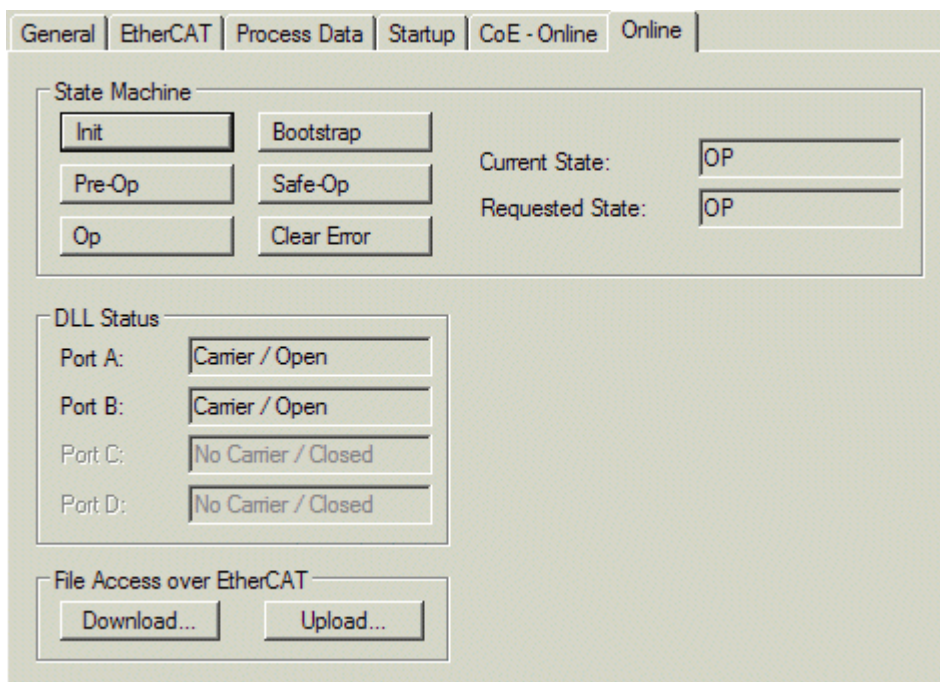 General EtherCAT Process Data Startup CoE - Online Online
State Machine
Init Bootstrap
Pre-Op Safe-Op
Op Clear Error
Current State: OP
Requested State: OP
DLL Status
Port A: Carrier / Open
Port B: Carrier / Open
Port C: No Carrier / Closed
Port D: No Carrier / Closed
File Access over EtherCAT
Download... Upload...